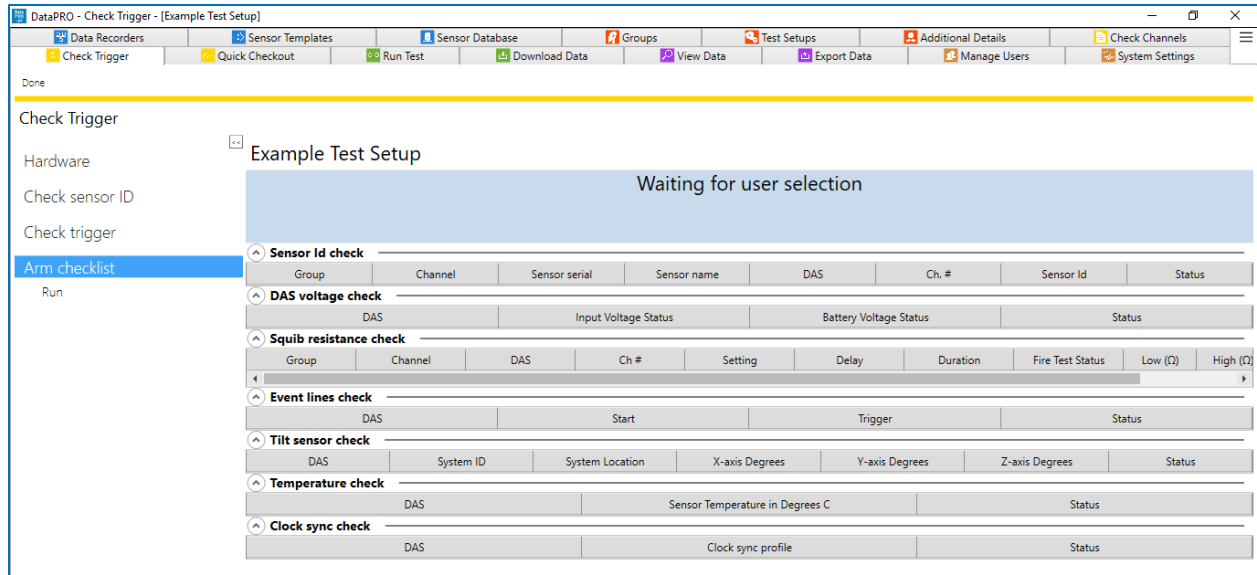 DataPRO - Check Trigger - [Example Test Setup]
Data Recorders Sensor Templates Sensor Database Groups Test Setups Additional Details Check Channels
Check Trigger Quick Checkout Run Test Download Data View Data Export Data Manage Users System Settings
Done
Check Trigger
<<
Hardware
Check sensor ID
Check trigger
Arm checklist
Run
Example Test Setup
Waiting for user selection
Sensor Id check
Group Channel Sensor serial Sensor name DAS Ch. # Sensor Id Status
DAS voltage check
DAS Input Voltage Status Battery Voltage Status Status
Squib resistance check
Group Channel DAS Ch # Setting Delay Duration Fire Test Status Low (Ω) High (Ω)
Event lines check
DAS Start Trigger Status
Tilt sensor check
DAS System ID System Location X-axis Degrees Y-axis Degrees Z-axis Degrees Status
Temperature check
DAS Sensor Temperature in Degrees C Status
Clock sync check
DAS Clock sync profile Status